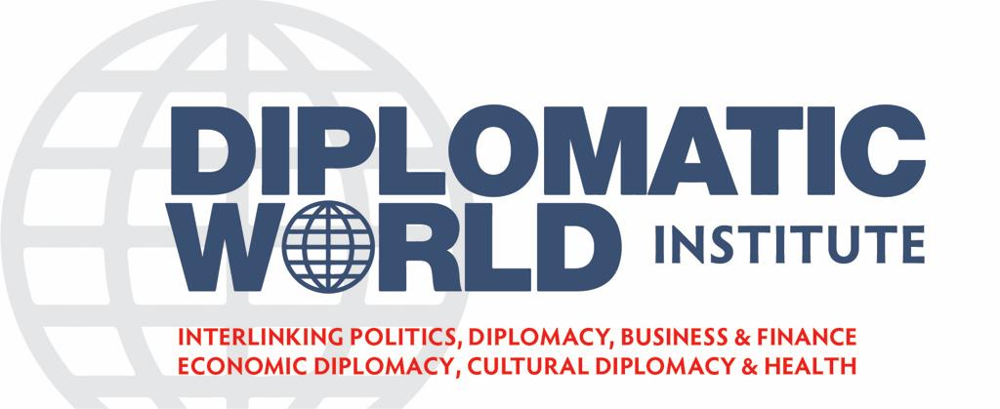 DIPLOMATIC
WORLD INSTITUTE
INTERLINKING POLITICS, DIPLOMACY, BUSINESS & FINANCE
ECONOMIC DIPLOMACY, CULTURAL DIPLOMACY & HEALTH